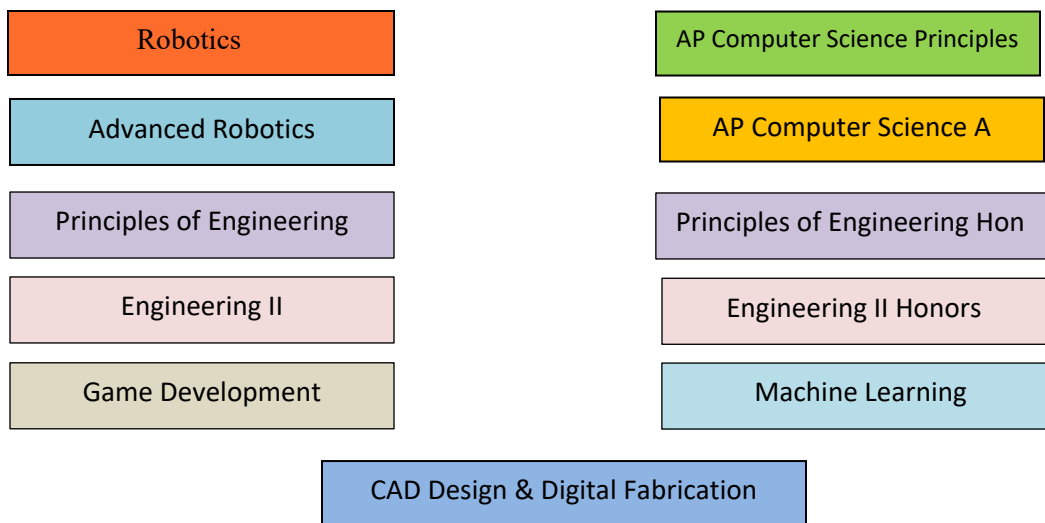 Robotics
AP Computer Science Principles
Advanced Robotics
AP Computer Science A
Principles of Engineering
Principles of Engineering Hon
Engineering II
Engineering II Honors
Game Development
Machine Learning
CAD Design & Digital Fabrication